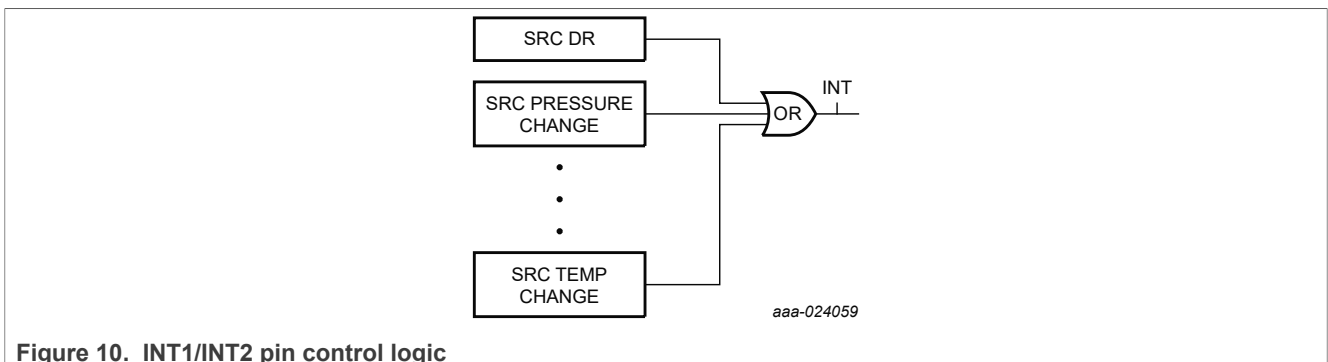 SRC DR
SRC PRESSURE
CHANGE
INT
OR
SRC TEMP
CHANGE
aaa-024059
Figure 10. INT1/INT2 pin control logic